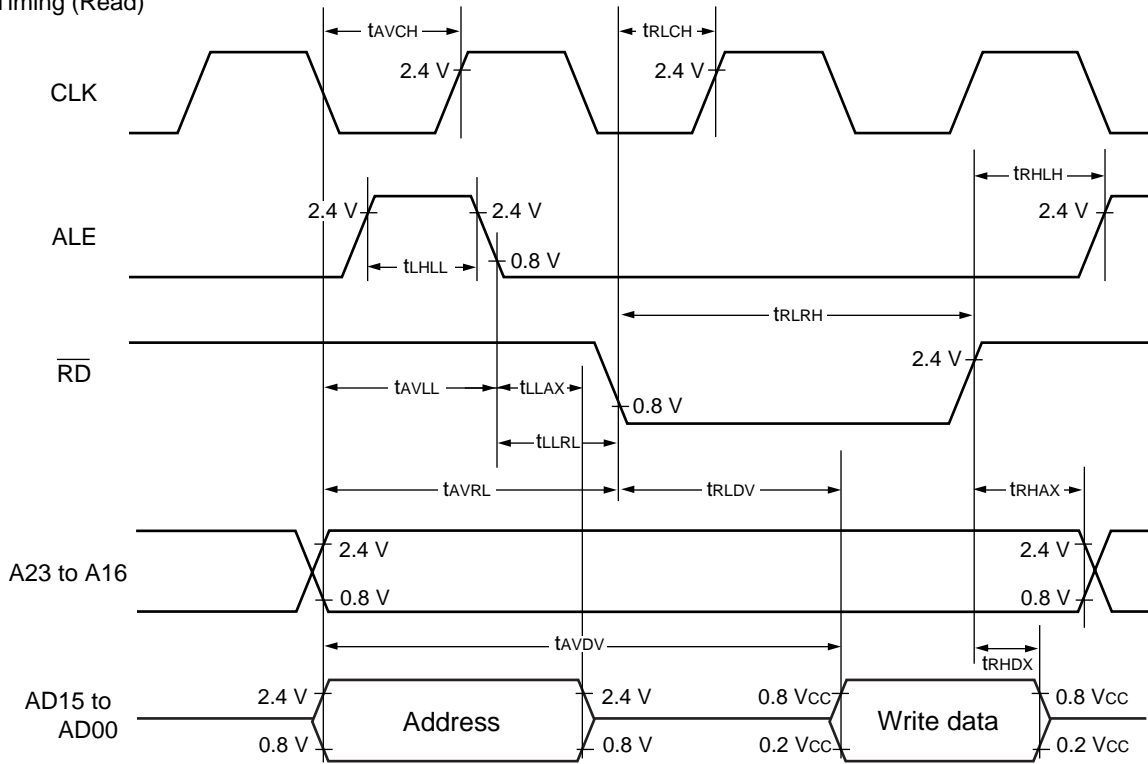 Timing (Read)
tAVCH
tRLCH
2.4 V
2.4 V
CLK
tRHLH
2.4 V
2.4 V
2.4 V
ALE
tLHLL
0.8 V
tRLRH
RD
2.4 V
tAVLL
tLLAX
0.8 V
tLLRL
tAVRL
tRLDV
tRHAX
2.4 V
2.4 V
A23 to A16
0.8 V
0.8 V
tAVDV
tRHDX
AD15 to
AD00
2.4 V
2.4 V
0.8 VCC
0.8 VCC
Address
Write data
0.8 V
0.8 V
0.2 VCC
0.2 VCC